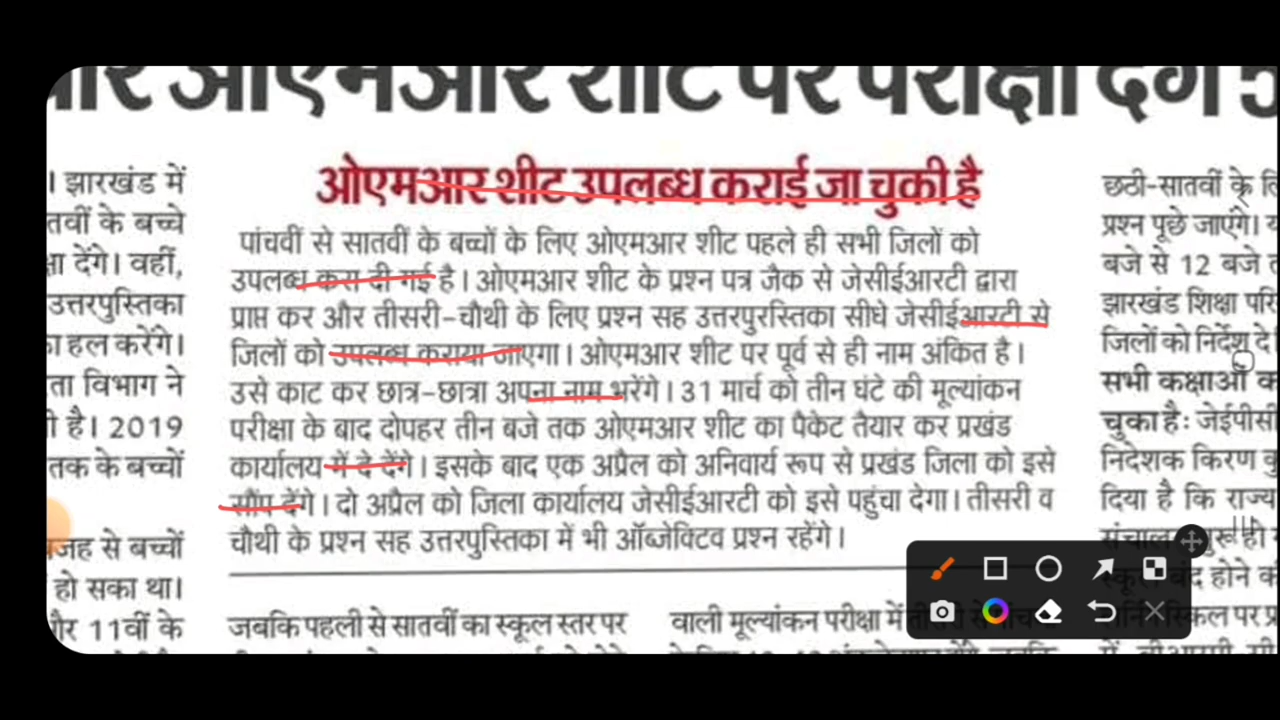 ओएमआर शीट पर परीक्षा देंगे 5
। झारखंड में
तवीं के बच्चे
देंगे। वहीं,
उत्तरपुस्तिका
हल करेंगे।
ता विभाग ने
है। 2019
तक के बच्चों
वजह से बच्चों
हो सका था।
और 11वीं के
ओएमआर शीट उपलब्ध कराई जा चुकी है
पांचवीं से सातवीं के बच्चों के लिए ओएमआर शीट पहले ही सभी जिलों को
उपलब्ध करा दी गई है। ओएमआर शीट के प्रश्न पत्र जैक से जेसीईआरटी द्वारा
प्राप्त कर और तीसरी-चौथी के लिए प्रश्न सह उत्तरपुरस्तिका सीधे जेसीईआरटी से
जिलों को उपलब्ध कराया जाएगा। ओएमआर शीट पर पूर्व से ही नाम अंकित है।
उसे काट कर छात्र-छात्रा अपना नाम भरेंगे। 31 मार्च को तीन घंटे की मूल्यांकन
परीक्षा के बाद दोपहर तीन बजे तक ओएमआर शीट का पैकेट तैयार कर प्रखंड
कार्यालय में दे देंगे। इसके बाद एक अप्रैल को अनिवार्य रूप से प्रखंड जिला को इसे
सौंप देंगे। दो अप्रैल को जिला कार्यालय जेसीईआरटी को इसे पहुंचा देगा। तीसरी व
चौथी के प्रश्न सह उत्तरपुस्तिका में भी ऑब्जेक्टिव प्रश्न रहेंगे।
जबकि पहली से सातवीं का स्कूल स्तर पर
वाली मूल्यांकन परीक्षा में
छठी-सातवीं के
प्रश्न पूछे जाएंगे।
बजे से 12 बजे
झारखंड शिक्षा
जिलों को निर्देश दे
सभी कक्षाओं
चुका है: जेईपीसी
निदेशक किरण
दिया है कि राज्य